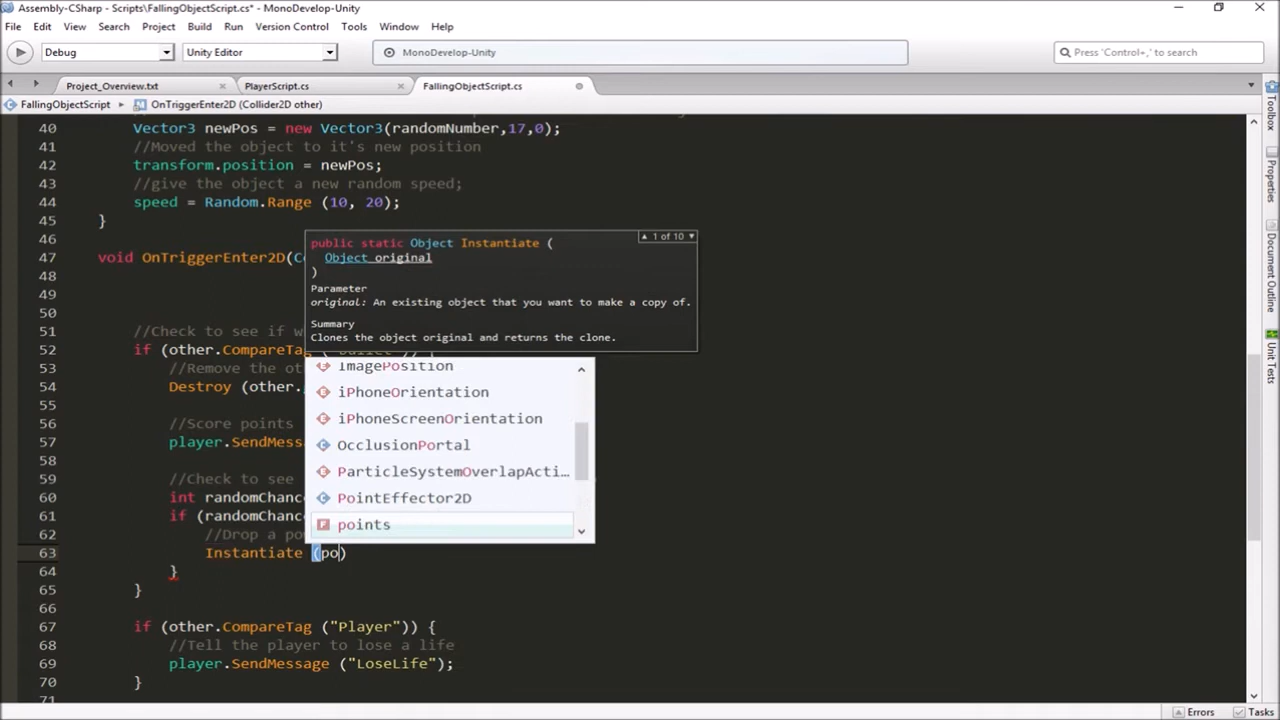 Assembly-CSharp - Scripts\FallingObjectScript.cs* - MonoDevelop-Unity
File Edit View Search Project Build Run Version Control Tools Window Help
Debug Unity Editor MonoDevelop-Unity Press 'Control+,' to search
Project_Overview.txt × PlayerScript.cs × FallingObjectScript.cs
FallingObjectScript ▸ OnTriggerEnter2D (Collider2D other)
40 Vector3 newPos = new Vector3(randomNumber,17,0);
41 //Moved the object to it's new position
42 transform.position = newPos;
43 //give the object a new random speed;
44 speed = Random.Range (10, 20);
45 }
46
47 void OnTriggerEnter2D(C
48
49
50
51 //Check to see if w
52 if (other.CompareTag ("Bullet")) {
53 //Remove the ot
54 Destroy (other.
55
56 //Score points
57 player.SendMess
58
59 //Check to see
60 int randomChanc
61 if (randomChanc
62 //Drop a po
63 Instantiate (po)
64 }
65 }
66
67 if (other.CompareTag ("Player")) {
68 //Tell the player to lose a life
69 player.SendMessage ("LoseLife");
70 }
71
▲ 1 of 10 ▼
public static Object Instantiate (
Object original
)
Parameter
original: An existing object that you want to make a copy of.
Summary
Clones the object original and returns the clone.
ImagePosition
iPhoneOrientation
iPhoneScreenOrientation
OcclusionPortal
ParticleSystemOverlapActi...
PointEffector2D
points
Toolbox
Properties
Document Outline
Unit Tests
Errors Tasks